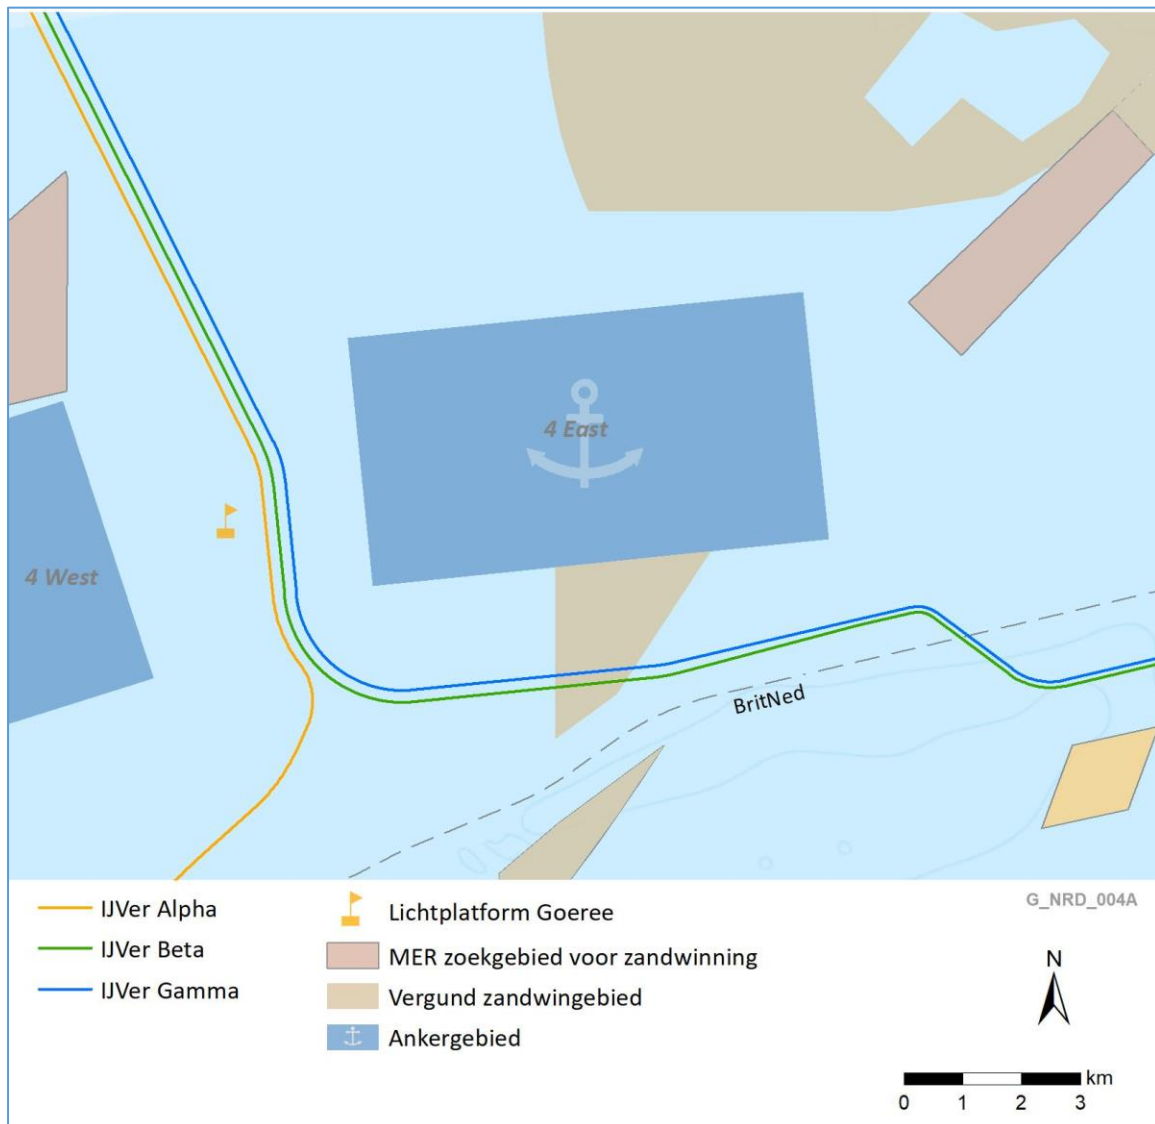 4 East
4 West
BritNed
IJVer Alpha
IJVer Beta
IJVer Gamma
Lichtplatform Goeree
MER zoekgebied voor zandwinning
Vergund zandwingebied
Ankergebied
G_NRD_004A
N
km
0 1 2 3